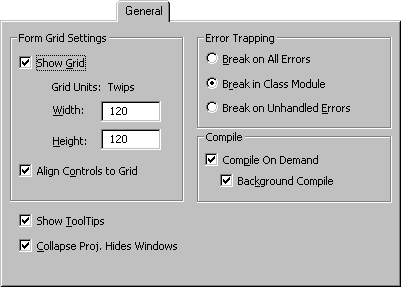 General
Form Grid Settings
Show Grid
Grid Units: Twips
Width: 120
Height: 120
Align Controls to Grid
Show ToolTips
Collapse Proj. Hides Windows
Error Trapping
Break on All Errors
Break in Class Module
Break on Unhandled Errors
Compile
Compile On Demand
Background Compile